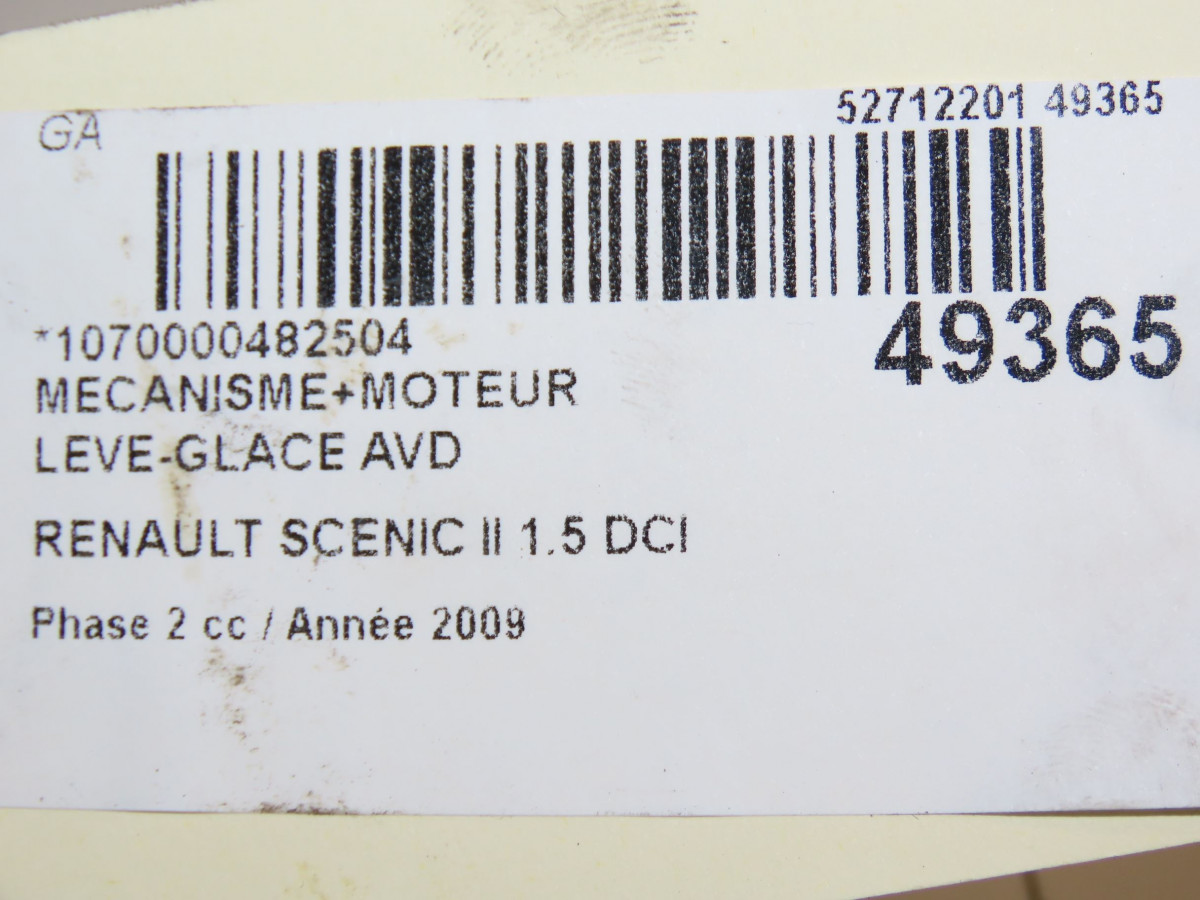 GA
52712201 49365
*1070000482504
49365
MECANISME+MOTEUR
LEVE-GLACE AVD
RENAULT SCENIC II 1.5 DCI
Phase 2 cc / Année 2009